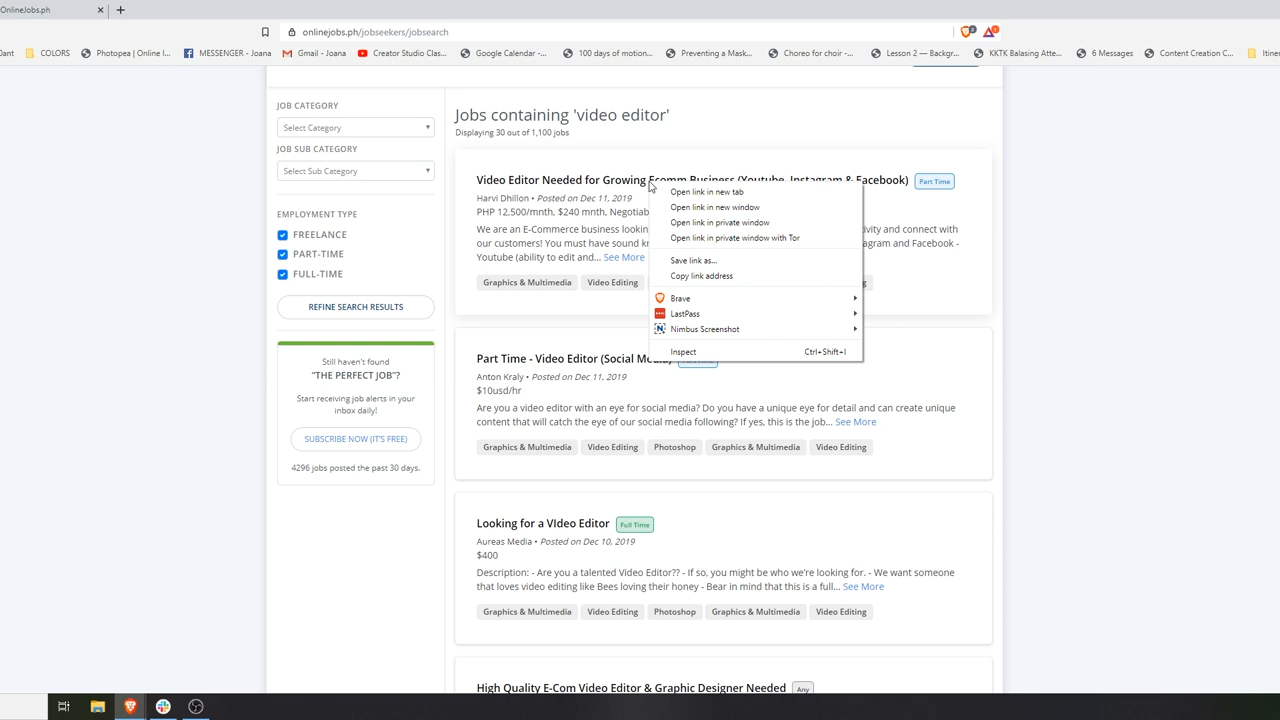 OnlineJobs.ph
onlinejobs.ph/jobseekers/jobsearch
COLORS
Photopea | Online I...
MESSENGER - Joana
Gmail - Joana
Creator Studio Clas...
Google Calendar -...
100 days of motion...
Preventing a Mask...
Choreo for choir -...
Lesson 2 — Backgr...
KKTK Balasing Atte...
6 Messages
Content Creation C...
JOB CATEGORY
Select Category
JOB SUB CATEGORY
Select Sub Category
EMPLOYMENT TYPE
FREELANCE
PART-TIME
FULL-TIME
REFINE SEARCH RESULTS
Still haven't found
"THE PERFECT JOB"?
Start receiving job alerts in your
inbox daily!
SUBSCRIBE NOW (IT'S FREE)
4296 jobs posted the past 30 days.
Jobs containing 'video editor'
Displaying 30 out of 1,100 jobs
Video Editor Needed for Growing Ecomm Business (Youtube, Instagram & Facebook) Part Time
Harvi Dhillon • Posted on Dec 11, 2019
PHP 12,500/mnth, $240 mnth, Negotiab
We are an E-Commerce business looking
and connect with
our customers! You must have sound
and Facebook -
Youtube (ability to edit and... See More
Graphics & Multimedia Video Editing
Open link in new tab
Open link in new window
Open link in private window
Open link in private window with Tor
Save link as...
Copy link address
Brave
LastPass
Nimbus Screenshot
Inspect Ctrl+Shift+I
Part Time - Video Editor (Social Media)
Anton Kraly • Posted on Dec 11, 2019
$10usd/hr
Are you a video editor with an eye for social media? Do you have a unique eye for detail and can create unique
content that will catch the eye of our social media following? If yes, this is the job... See More
Graphics & Multimedia Video Editing Photoshop Graphics & Multimedia Video Editing
Looking for a VIdeo Editor Full Time
Aureas Media • Posted on Dec 10, 2019
$400
Description: - Are you a talented Video Editor?? - If so, you might be who we're looking for. - We want someone
that loves video editing like Bees loving their honey - Bear in mind that this is a full... See More
Graphics & Multimedia Video Editing Photoshop Graphics & Multimedia Video Editing
High Quality E-Com Video Editor & Graphic Designer Needed Any